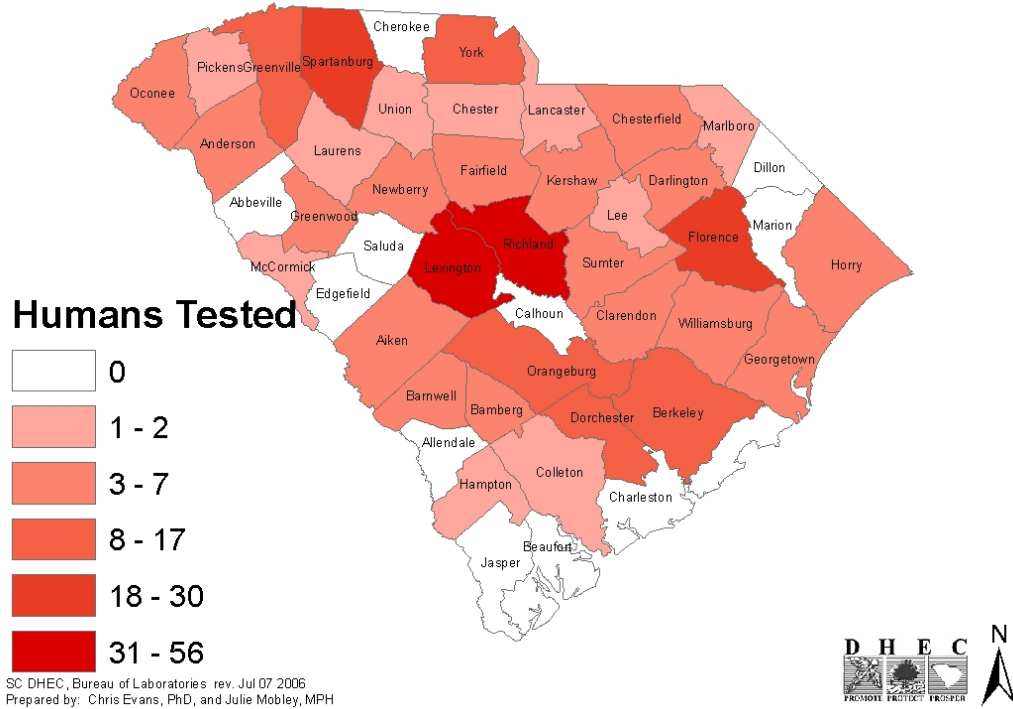 Cherokee
York
Spartanburg
Pickens
Greenville
Oconee
Union
Chester
Lancaster
Chesterfield
Marlboro
Anderson
Laurens
Dillon
Fairfield
Kershaw
Darlington
Newberry
Abbeville
Greenwood
Lee
Marion
Saluda
Richland
Florence
McCormick
Lexington
Sumter
Horry
Edgefield
Calhoun
Clarendon
Williamsburg
Aiken
Georgetown
Orangeburg
Barnwell
Bamberg
Dorchester
Berkeley
Allendale
Colleton
Hampton
Charleston
Beaufort
Jasper
Humans Tested
0
1 - 2
3 - 7
8 - 17
18 - 30
31 - 56
SC DHEC, Bureau of Laboratories rev. Jul 07 2006
Prepared by: Chris Evans, PhD, and Julie Mobley, MPH
D H E C
PROMOTE PROTECT PROSPER
N